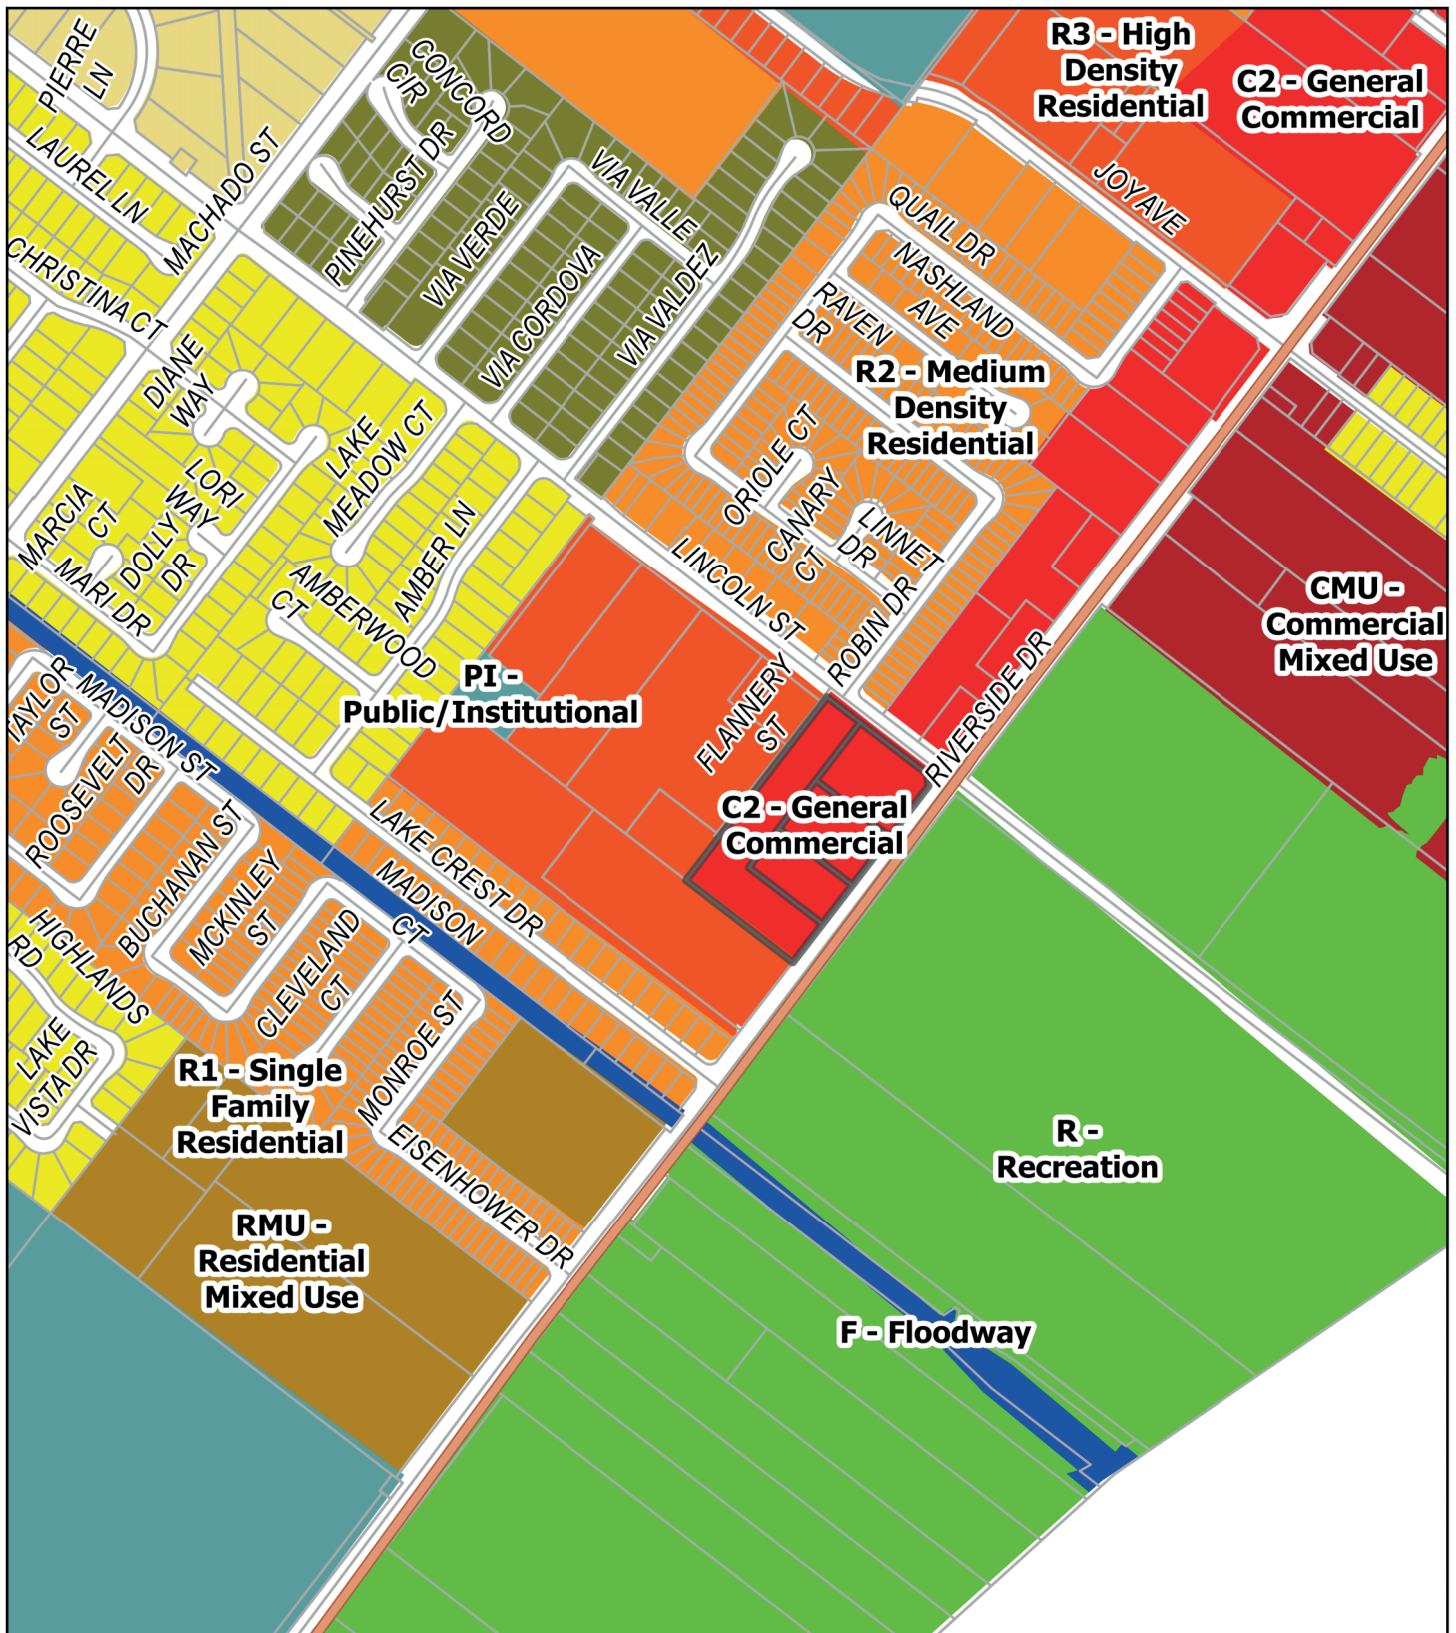 PIERRE
LN
CONCORD
CIR
R3 - High
Density
Residential
C2 - General
Commercial
LAUREL LN
MACHADO ST
PINEHURST DR
VIA VALLE
JOY AVE
QUAIL DR
CHRISTINA CT
VIA VERDE
VIA CORDOVA
VIA VALDEZ
NASHLAND
AVE
RAVEN
DR
DIANE
WAY
R2 - Medium
Density
Residential
LAKE
MEADOW CT
ORIOLE CT
LORI
WAY
CANARY
CT
LINNET
DR
MARCIA
CT
DOLLY
DR
AMBER LN
MARI DR
AMBERWOOD
CT
LINCOLN ST
ROBIN DR
CMU -
Commercial
Mixed Use
RIVERSIDE DR
PI -
Public/Institutional
FLANNERY
ST
TAYLOR
ST
MADISON ST
ROOSEVELT
DR
BUCHANAN ST
C2 - General
Commercial
LAKE CREST DR
MADISON
CT
MCKINLEY
ST
HIGHLANDS
RD
CLEVELAND
CT
LAKE
VISTA DR
MONROE ST
R1 - Single
Family
Residential
EISENHOWER DR
R -
Recreation
RMU -
Residential
Mixed Use
F - Floodway